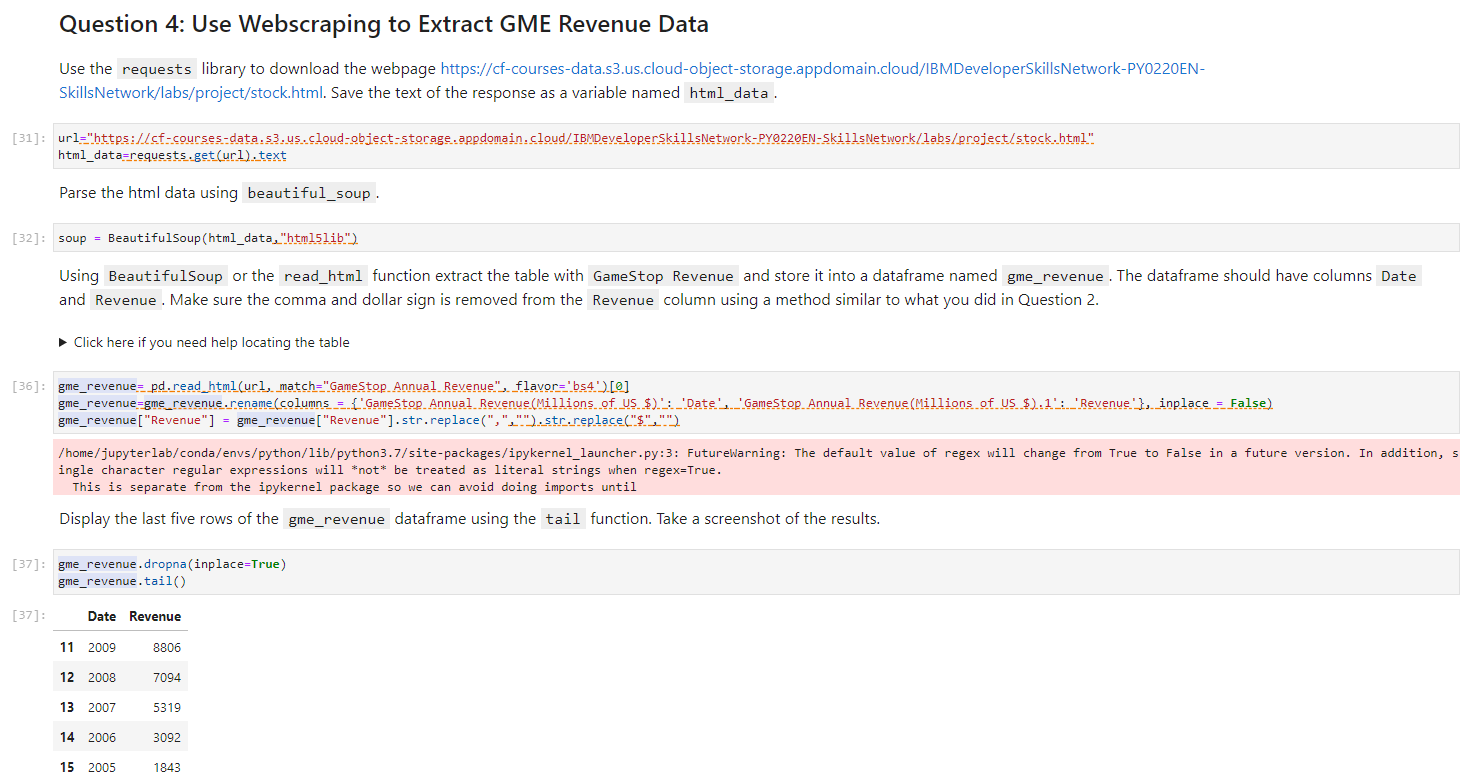 Question 4: Use Webscraping to Extract GME Revenue Data
Use the requests library to download the webpage https://cf-courses-data.s3.us.cloud-object-storage.appdomain.cloud/IBMDeveloperSkillsNetwork-PY0220EN-
SkillsNetwork/labs/project/stock.html. Save the text of the response as a variable named html_data.
[31]: url="https://cf-courses-data.s3.us.cloud-object-storage.appdomain.cloud/IBMDeveloperSkillsNetwork-PY0220EN-SkillsNetwork/labs/project/stock.html"
html_data=requests.get(url).text
Parse the html data using beautiful_soup.
[32]: soup = BeautifulSoup(html_data,"html5lib")
Using BeautifulSoup or the read_html function extract the table with GameStop Revenue and store it into a dataframe named gme_revenue. The dataframe should have columns Date
and Revenue. Make sure the comma and dollar sign is removed from the Revenue column using a method similar to what you did in Question 2.
▶ Click here if you need help locating the table
[36]: gme_revenue= pd.read_html(url, match="GameStop Annual Revenue", flavor='bs4')[0]
gme_revenue=gme_revenue.rename(columns = {'GameStop Annual Revenue(Millions of US $)': 'Date', 'GameStop Annual Revenue(Millions of US $).1': 'Revenue'}, inplace = False)
gme_revenue["Revenue"] = gme_revenue["Revenue"].str.replace(",","").str.replace("$","")
/home/jupyterlab/conda/envs/python/lib/python3.7/site-packages/ipykernel_launcher.py:3: FutureWarning: The default value of regex will change from True to False in a future version. In addition, s
ingle character regular expressions will *not* be treated as literal strings when regex=True.
This is separate from the ipykernel package so we can avoid doing imports until
Display the last five rows of the gme_revenue dataframe using the tail function. Take a screenshot of the results.
[37]: gme_revenue.dropna(inplace=True)
gme_revenue.tail()
[37]: Date Revenue
11 2009 8806
12 2008 7094
13 2007 5319
14 2006 3092
15 2005 1843